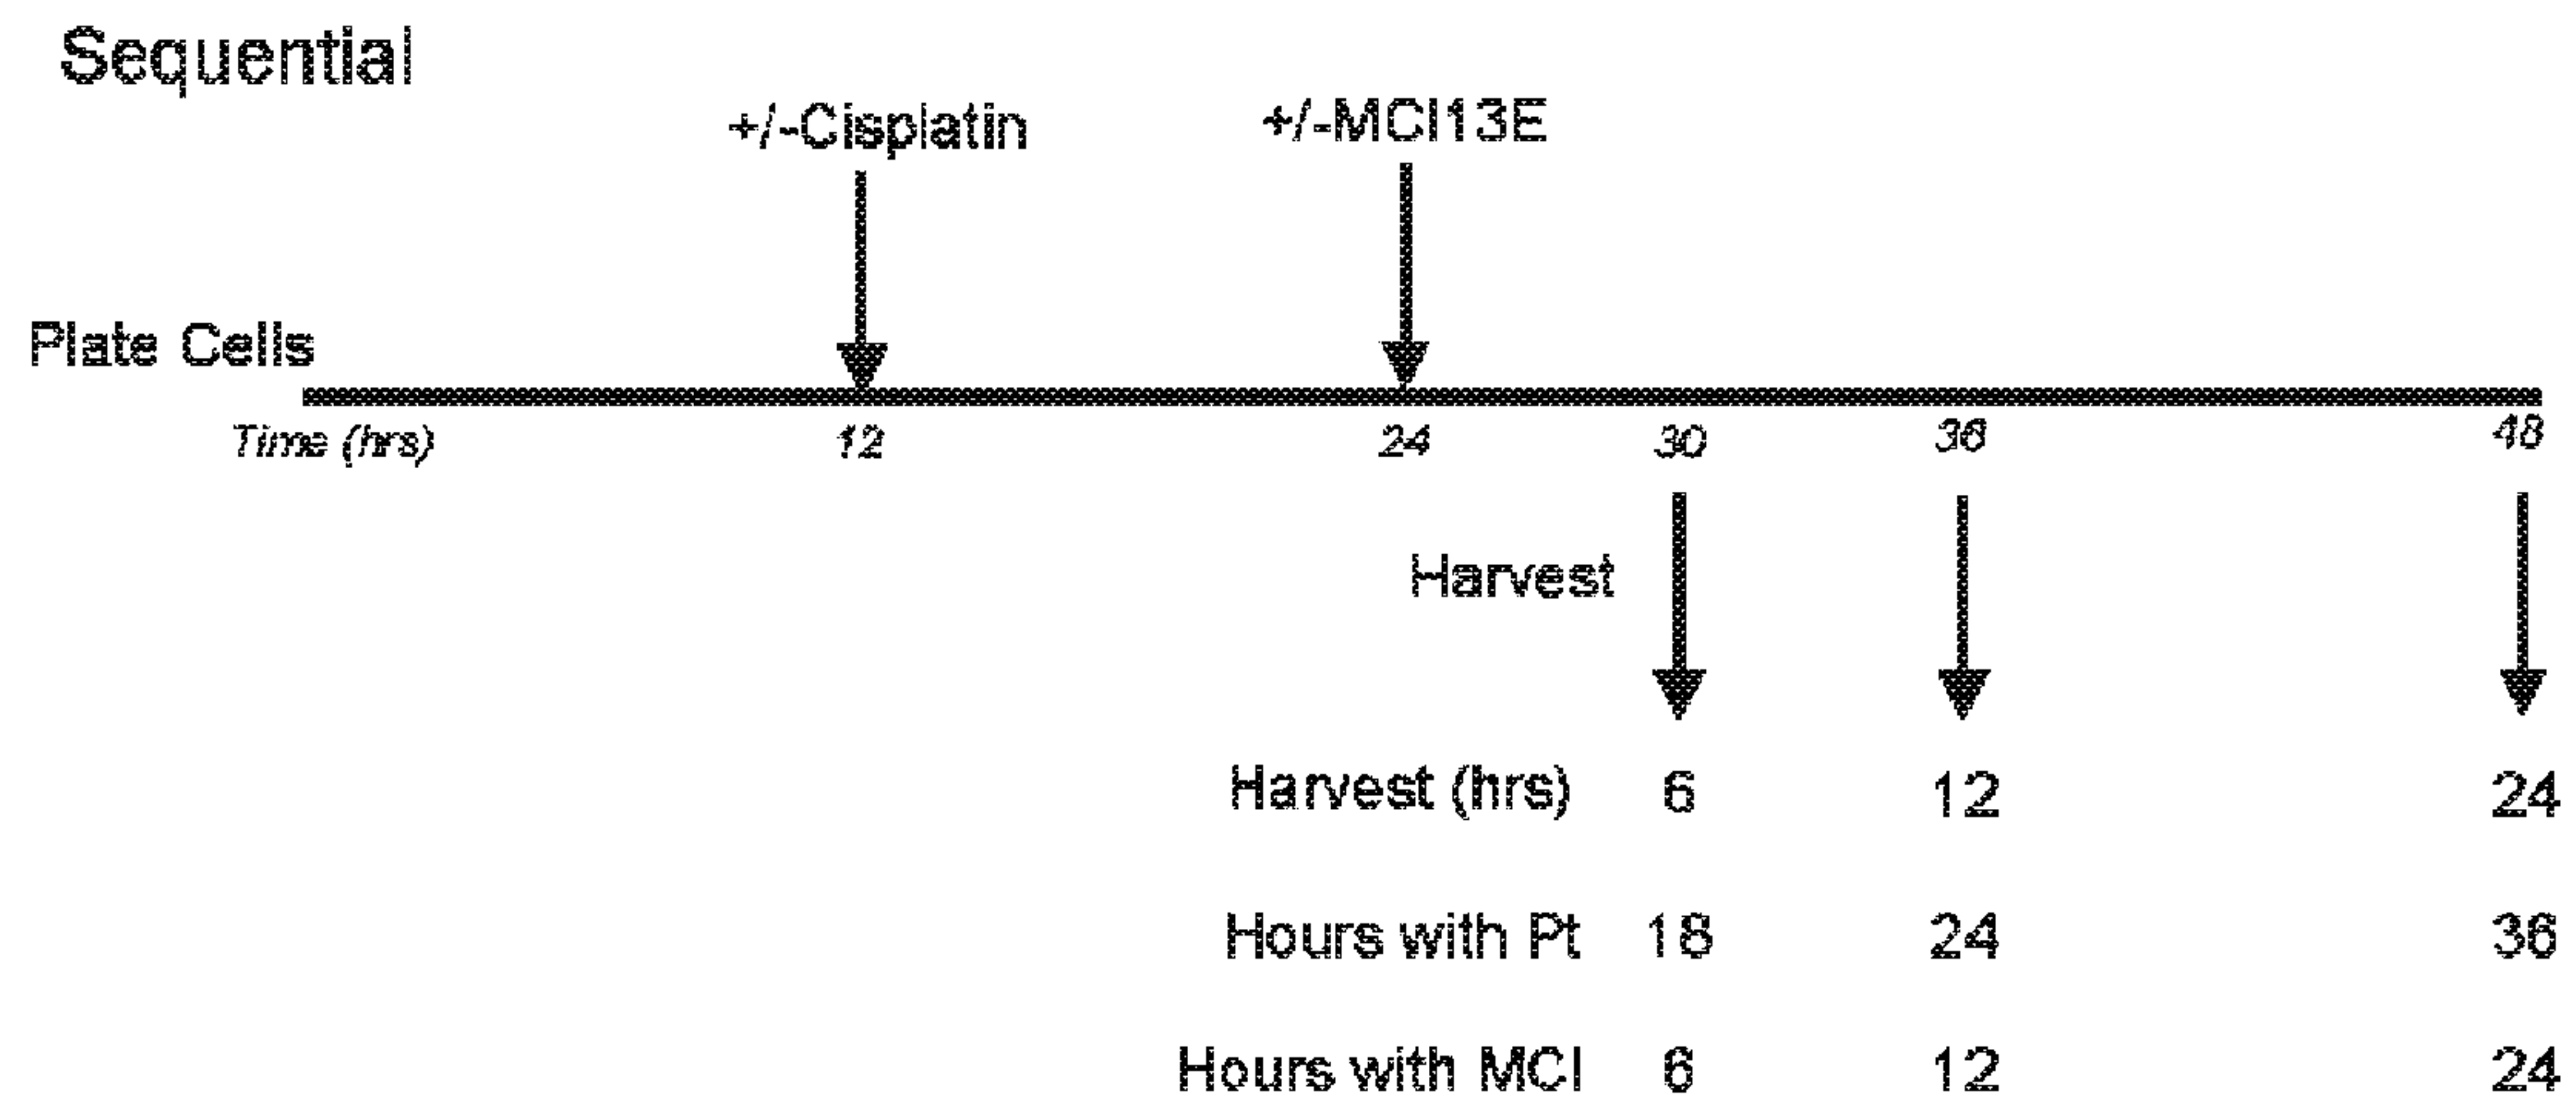 Sequential
+/-Cisplatin +/-MCI13E
Plate Cells
Time (hrs) 12 24 30 36 48
Harvest
Harvest (hrs) 6 12 24
Hours with Pt 18 24 36
Hours with MCI 6 12 24